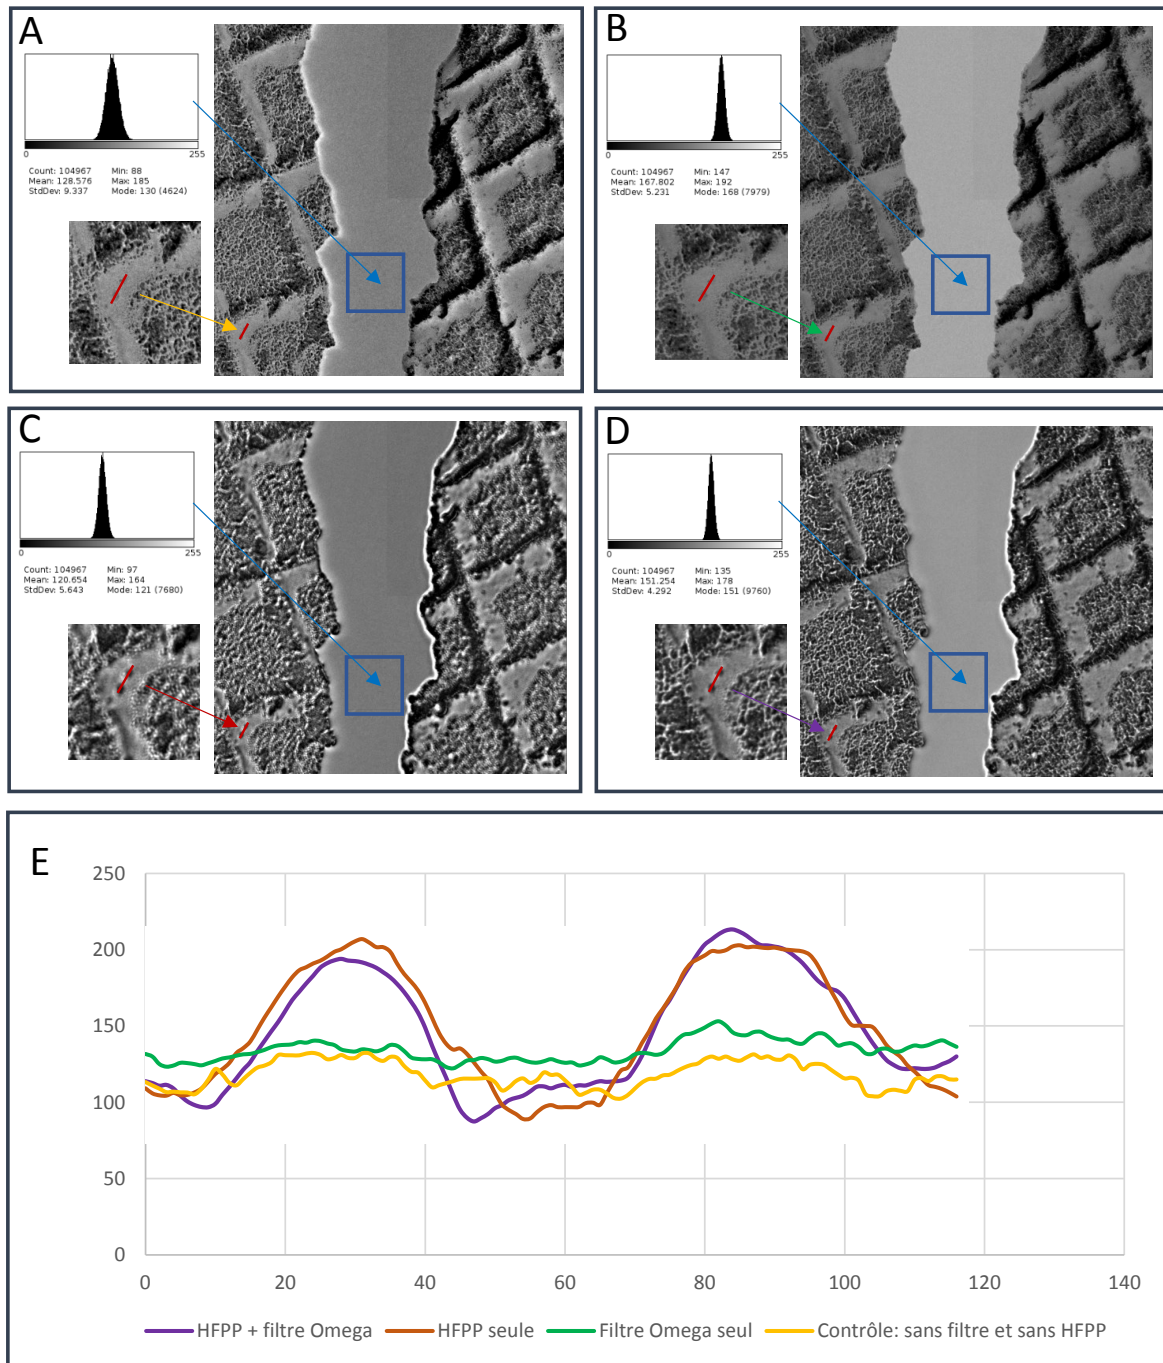 A
0 255
Count: 104967 Min: 88
Mean: 128.576 Max: 185
StdDev: 9.337 Mode: 130 (4624)
B
0 255
Count: 104967 Min: 147
Mean: 167.802 Max: 192
StdDev: 5.231 Mode: 168 (7979)
C
0 255
Count: 104967 Min: 97
Mean: 120.654 Max: 164
StdDev: 5.643 Mode: 121 (7680)
D
0 255
Count: 104967 Min: 135
Mean: 151.254 Max: 178
StdDev: 4.292 Mode: 151 (9760)
E
250
200
150
100
50
0
0 20 40 60 80 100 120 140
HFPP + filtre Omega HFPP seule Filtre Omega seul Contrôle: sans filtre et sans HFPP